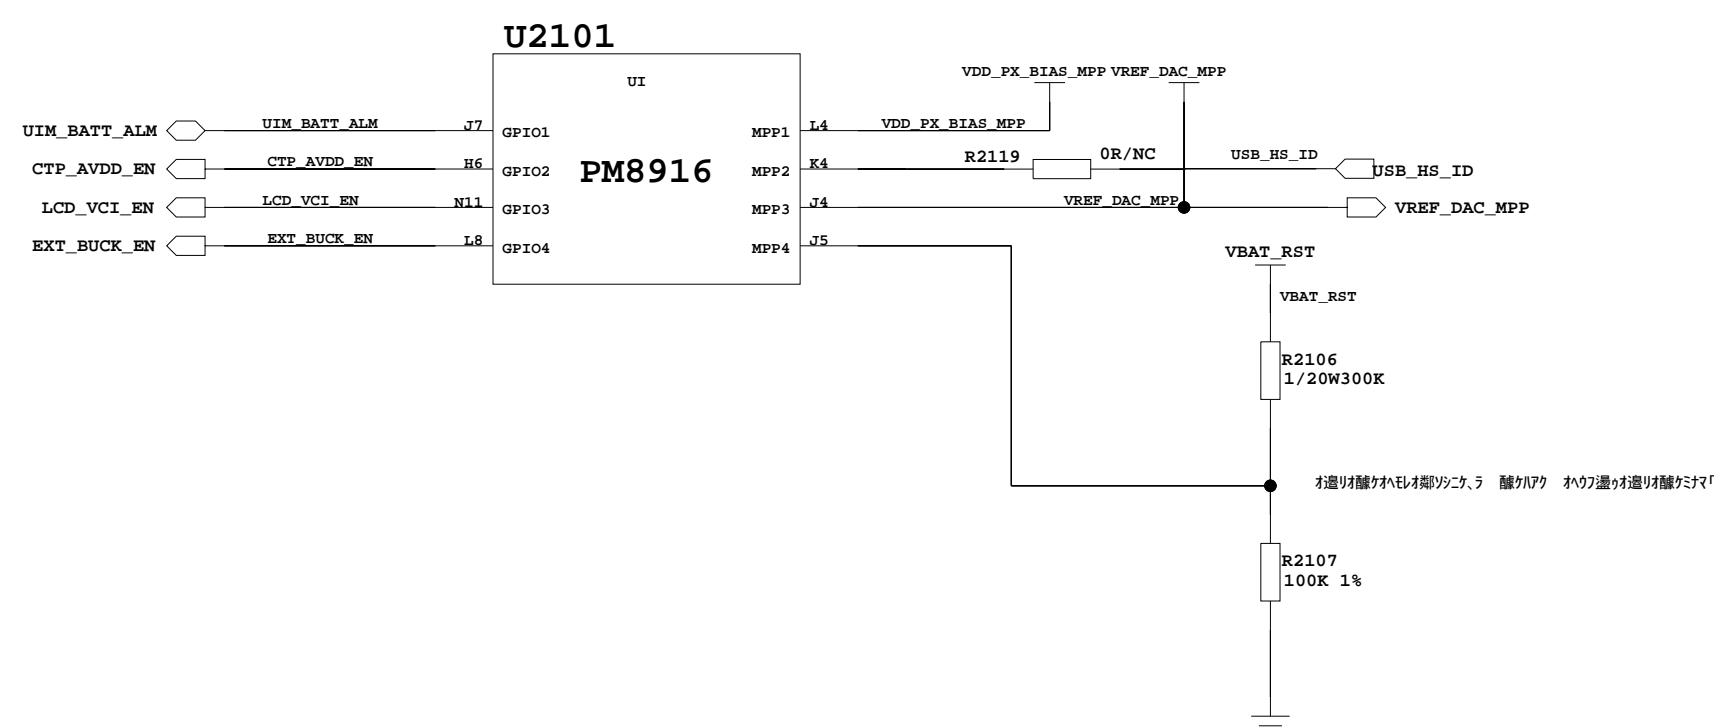 U2101
UI
VDD_PX_BIAS_MPP VREF_DAC_MPP
UIM_BATT_ALM UIM_BATT_ALM J7 GPIO1 MPP1 L4 VDD_PX_BIAS_MPP
CTP_AVDD_EN CTP_AVDD_EN H6 GPIO2 PM8916 MPP2 K4 R2119 0R/NC USB_HS_ID USB_HS_ID
LCD_VCI_EN LCD_VCI_EN N11 GPIO3 MPP3 J4 VREF_DAC_MPP VREF_DAC_MPP
EXT_BUCK_EN EXT_BUCK_EN L8 GPIO4 MPP4 J5
VBAT_RST
VBAT_RST
R2106
1/20W300K
R2107
100K 1%